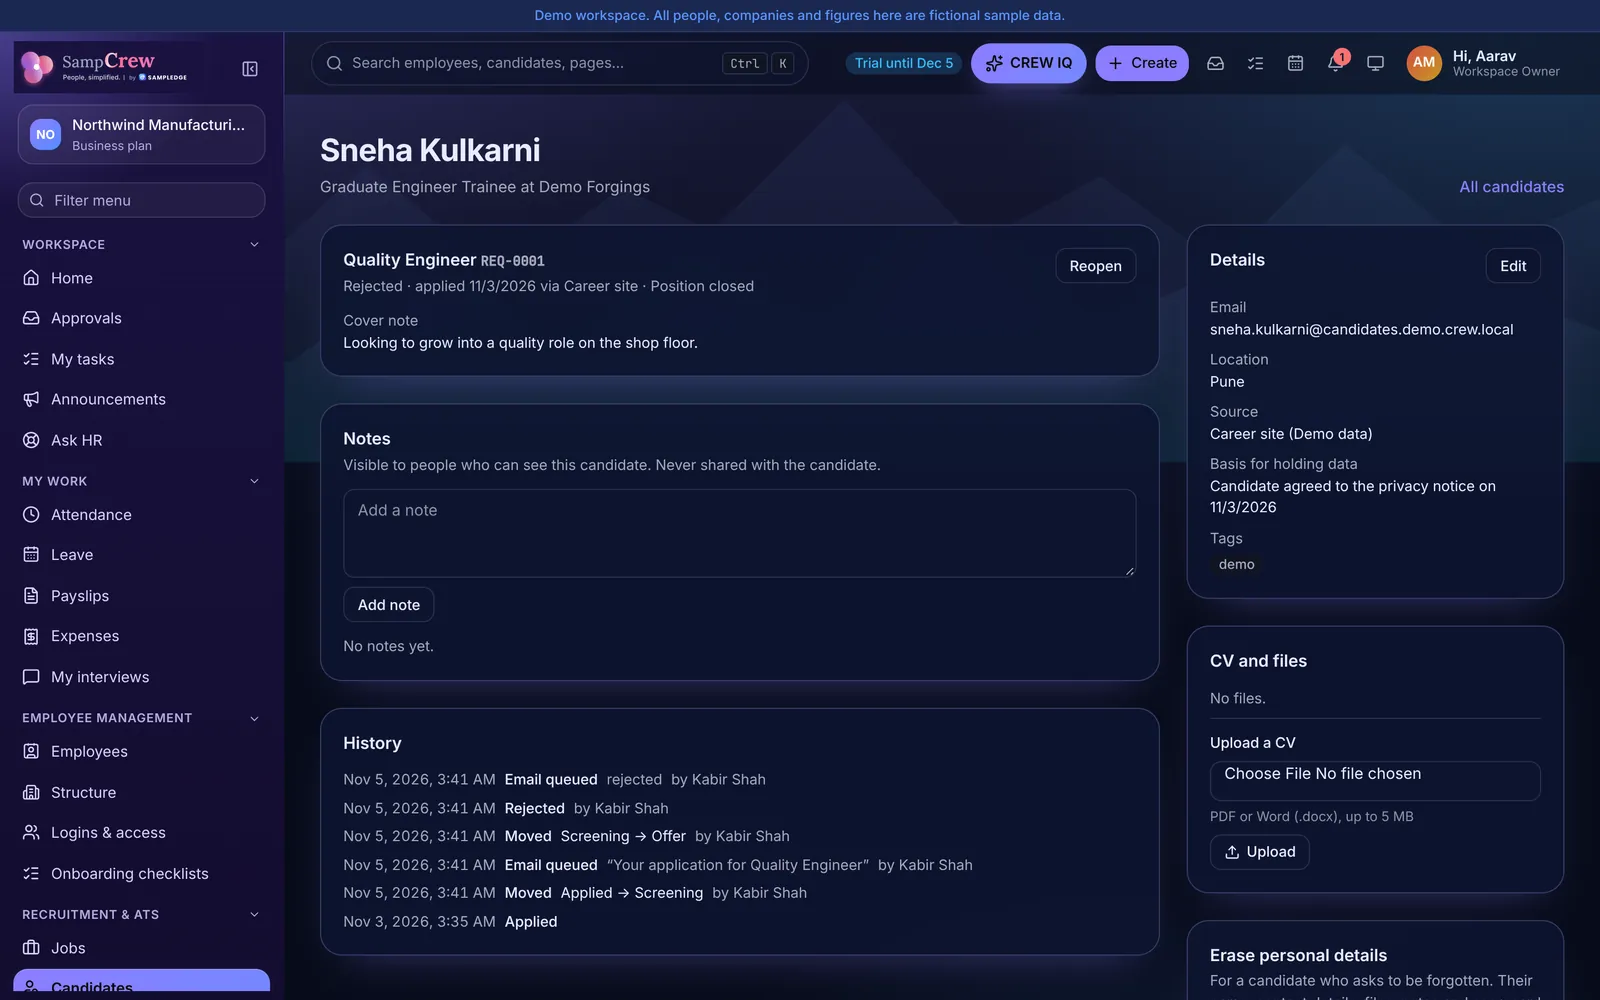 Demo workspace. All people, companies and figures here are fictional sample data.
SampCrew
People, simplified. | by SAMPLEDGE
NO
Northwind Manufacturi...
Business plan
Filter menu
WORKSPACE
Home
Approvals
My tasks
Announcements
Ask HR
MY WORK
Attendance
Leave
Payslips
Expenses
My interviews
EMPLOYEE MANAGEMENT
Employees
Structure
Logins & access
Onboarding checklists
RECRUITMENT & ATS
Jobs
Candidates
Search employees, candidates, pages... Ctrl K
Trial until Dec 5
CREW IQ
Create
1
AM
Hi, Aarav
Workspace Owner
Sneha Kulkarni
Graduate Engineer Trainee at Demo Forgings
All candidates
Quality Engineer REQ-0001
Rejected · applied 11/3/2026 via Career site · Position closed
Reopen
Cover note
Looking to grow into a quality role on the shop floor.
Notes
Visible to people who can see this candidate. Never shared with the candidate.
Add a note
Add note
No notes yet.
History
Nov 5, 2026, 3:41 AM Email queued rejected by Kabir Shah
Nov 5, 2026, 3:41 AM Rejected by Kabir Shah
Nov 5, 2026, 3:41 AM Moved Screening → Offer by Kabir Shah
Nov 5, 2026, 3:41 AM Email queued “Your application for Quality Engineer” by Kabir Shah
Nov 5, 2026, 3:41 AM Moved Applied → Screening by Kabir Shah
Nov 3, 2026, 3:35 AM Applied
Details
Edit
Email
sneha.kulkarni@candidates.demo.crew.local
Location
Pune
Source
Career site (Demo data)
Basis for holding data
Candidate agreed to the privacy notice on
11/3/2026
Tags
demo
CV and files
No files.
Upload a CV
Choose File No file chosen
PDF or Word (.docx), up to 5 MB
Upload
Erase personal details
For a candidate who asks to be forgotten. Their